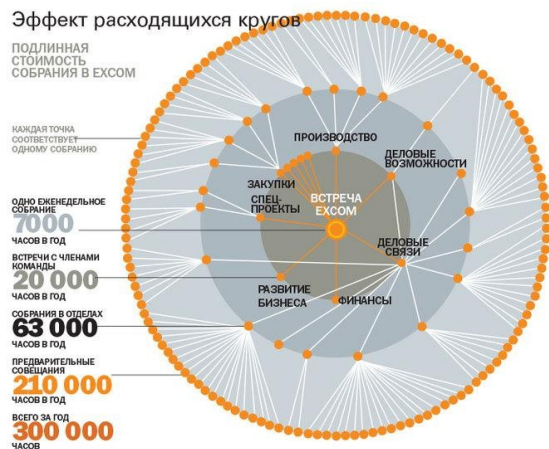 Эффект расходящихся кругов
ПОДЛИННАЯ
СТОИМОСТЬ
СОБРАНИЯ В EXCOM
КАЖДАЯ ТОЧКА
СООТВЕТСТВУЕТ
ОДНОМУ СОБРАНИЮ
ОДНО ЕЖЕНЕДЕЛЬНОЕ
СОБРАНИЕ
7000
ЧАСОВ В ГОД
ВСТРЕЧИ С ЧЛЕНАМИ
КОМАНДЫ
20 000
ЧАСОВ В ГОД
СОБРАНИЯ В ОТДЕЛАХ
63 000
ЧАСОВ В ГОД
ПРЕДВАРИТЕЛЬНЫЕ
СОВЕЩАНИЯ
210 000
ЧАСОВ В ГОД
ВСЕГО ЗА ГОД
300 000
ЧАСОВ
ПРОИЗВОДСТВО
ДЕЛОВЫЕ
ВОЗМОЖНОСТИ
ЗАКУПКИ
СПЕЦ-
ПРОЕКТЫ
ВСТРЕЧА
EXCOM
ДЕЛОВЫЕ
СВЯЗИ
РАЗВИТИЕ
БИЗНЕСА
ФИНАНСЫ